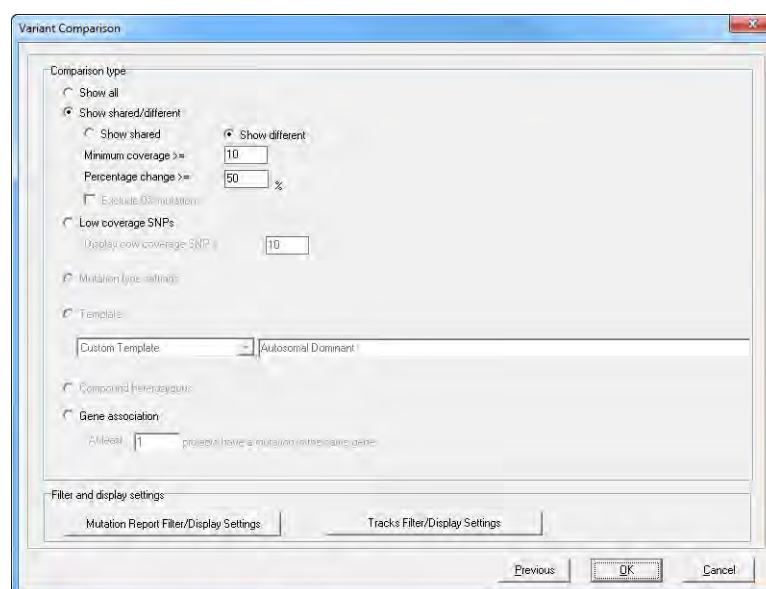 Variant Comparison
Comparison type
Show all
Show shared/different
Show shared Show different
Minimum coverage >= 10
Percentage change >= 50 %
Exclude 0% mutation
Low coverage SNPs
Display low coverage SNP's 10
Mutation type settings
Template
Custom Template Autosomal Dominant
Compound heterozygous
Gene association
At least 1 projects have a mutation in the same gene
Filter and display settings
Mutation Report Filter/Display Settings Tracks Filter/Display Settings
Previous OK Cancel